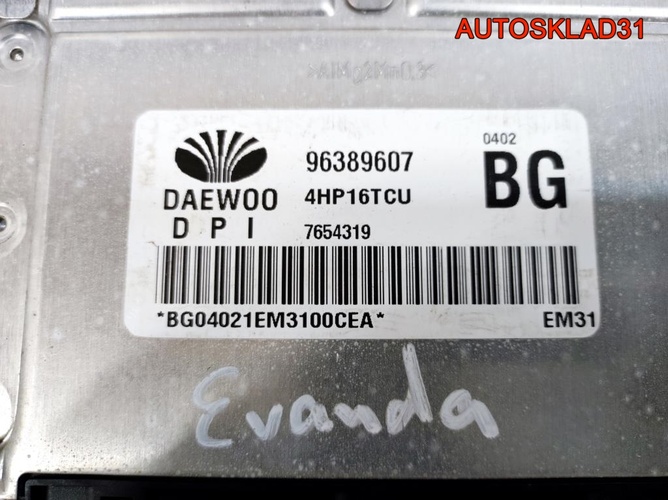 AUTOSKLAD31
0402
96389607
BG
DAEWOO
4HP16TCU
D P I
7654319
*BG04021EM3100CEA*
EM31
Evanda